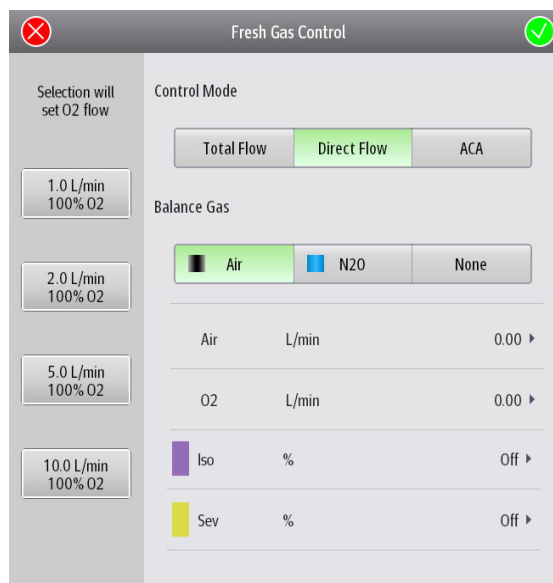 Fresh Gas Control
Selection will
set O2 flow
1.0 L/min
100% O2
2.0 L/min
100% O2
5.0 L/min
100% O2
10.0 L/min
100% O2
Control Mode
Total Flow Direct Flow ACA
Balance Gas
Air N2O None
Air L/min 0.00
O2 L/min 0.00
Iso % Off
Sev % Off